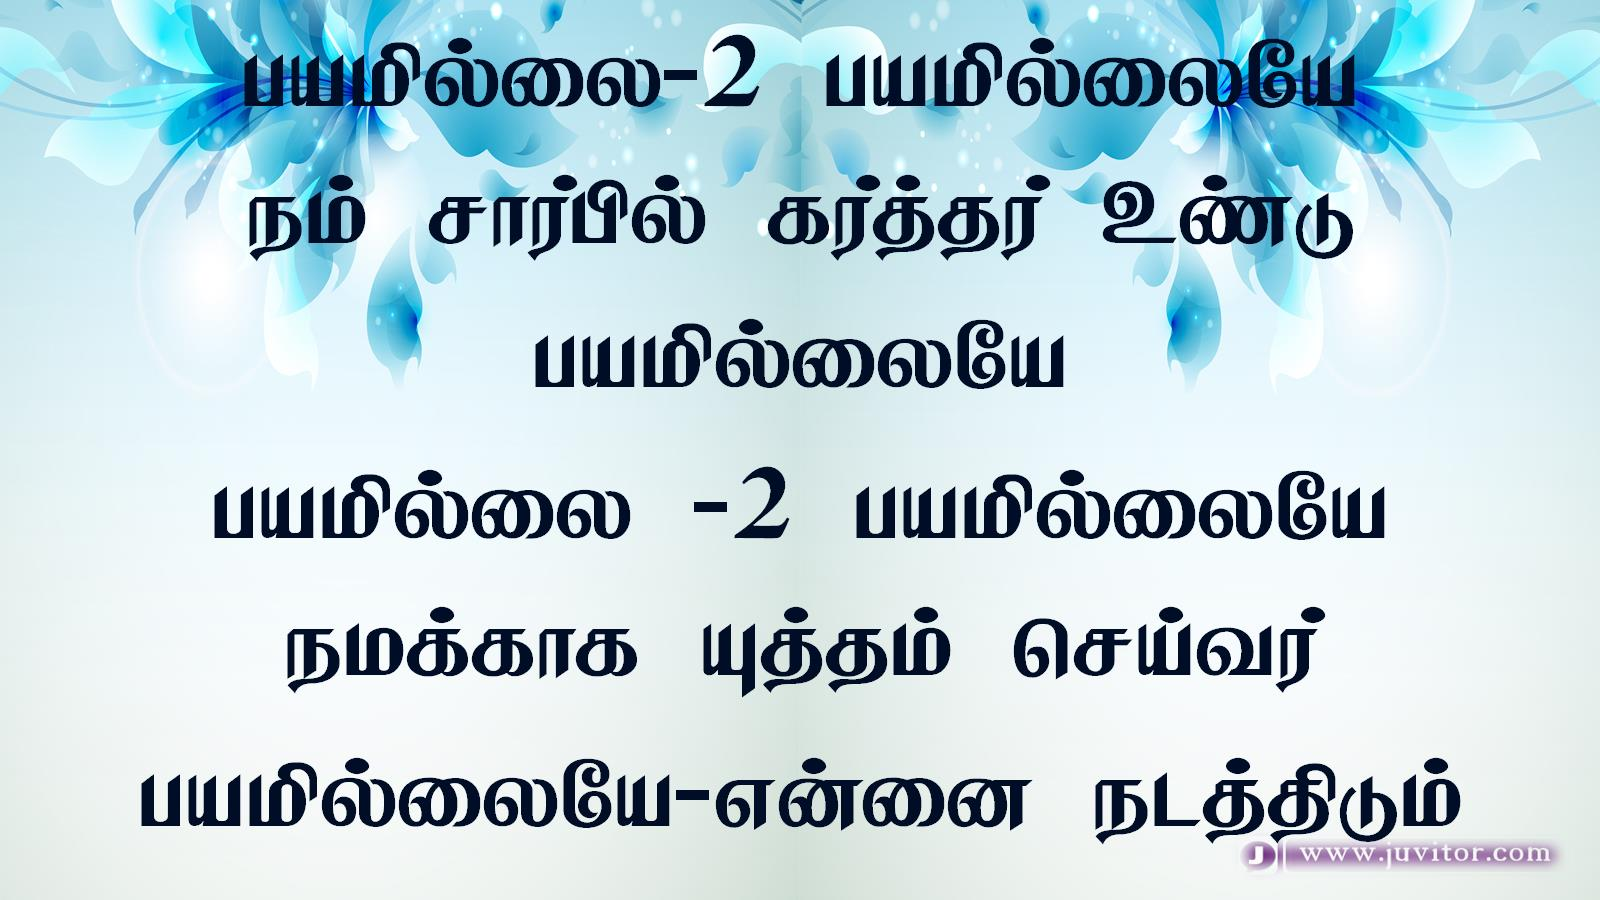 பயமில்லை-2 பயமில்லையே
நம் சார்பில் கர்த்தர் உண்டு
பயமில்லையே
பயமில்லை -2 பயமில்லையே
நமக்காக யுத்தம் செய்வர்
பயமில்லையே-என்னை நடத்திடும்
J www.juvitor.com